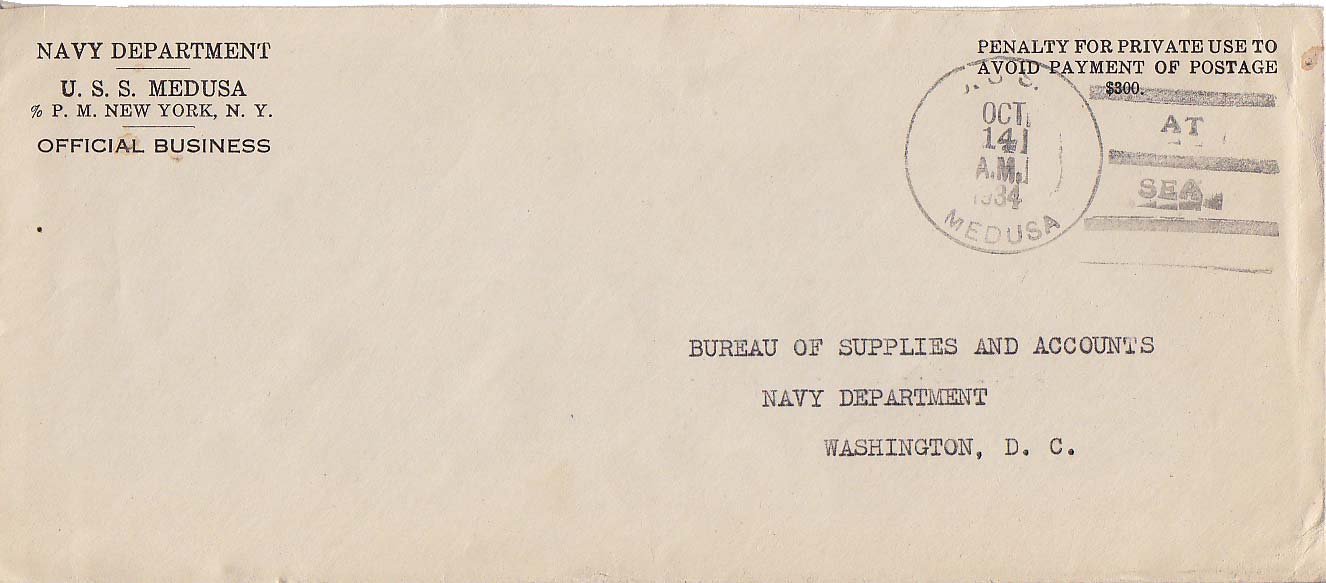 NAVY DEPARTMENT
U. S. S. MEDUSA
% P. M. NEW YORK, N. Y.
OFFICIAL BUSINESS
PENALTY FOR PRIVATE USE TO
AVOID PAYMENT OF POSTAGE
$300.
U. S. S.
OCT.
14
A.M.
1934
MEDUSA
AT
SEA
BUREAU OF SUPPLIES AND ACCOUNTS
NAVY DEPARTMENT
WASHINGTON, D. C.